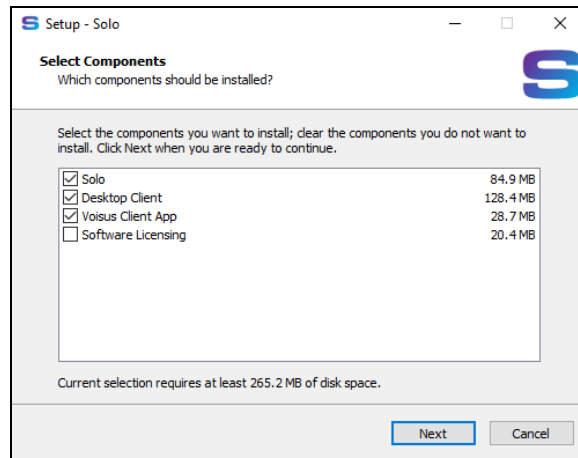 Setup - Solo
Select Components
Which components should be installed?
Select the components you want to install; clear the components you do not want to
install. Click Next when you are ready to continue.
Solo 84.9 MB
Desktop Client 128.4 MB
Voisus Client App 28.7 MB
Software Licensing 20.4 MB
Current selection requires at least 265.2 MB of disk space.
Next Cancel